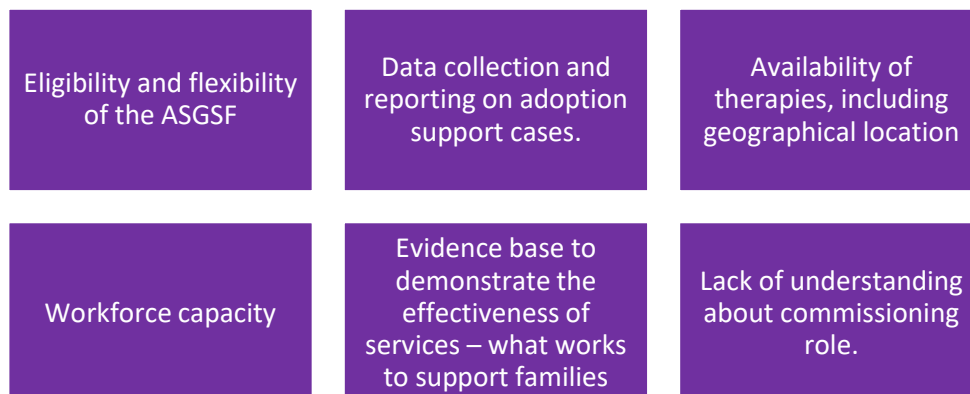 Eligibility and flexibility
of the ASGSF
Data collection and
reporting on adoption
support cases.
Availability of
therapies, including
geographical location
Workforce capacity
Evidence base to
demonstrate the
effectiveness of
services – what works
to support families
Lack of understanding
about commissioning
role.